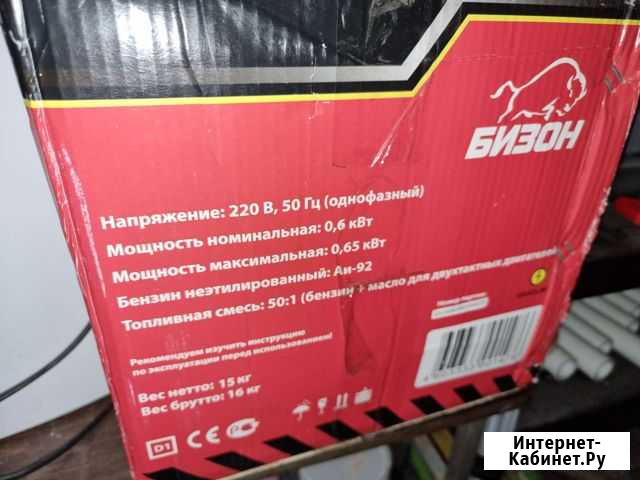 БИЗОН
Напряжение: 220 В, 50 Гц (однофазный)
Мощность номинальная: 0,6 кВт
Мощность максимальная: 0,65 кВт
Бензин неэтилированный: Аи-92
Топливная смесь: 50:1 (бензин + масло для двухтактных двигателей
Рекомендуем изучить инструкцию
по эксплуатации перед использованием!
Вес нетто: 15 кг
Вес брутто: 16 кг
D1 CE
Интернет-
Кабинет.Ру